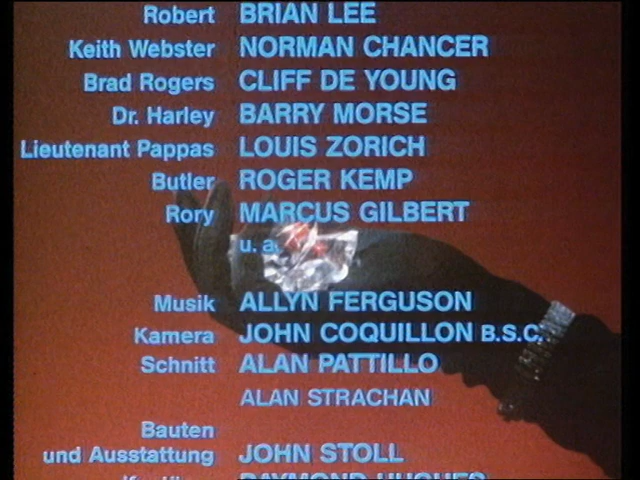 Robert BRIAN LEE
Keith Webster NORMAN CHANCER
Brad Rogers CLIFF DE YOUNG
Dr. Harley BARRY MORSE
Lieutenant Pappas LOUIS ZORICH
Butler ROGER KEMP
Rory MARCUS GILBERT
u. a.
Musik ALLYN FERGUSON
Kamera JOHN COQUILLON B.S.C.
Schnitt ALAN PATTILLO
ALAN STRACHAN
Bauten
und Ausstattung JOHN STOLL
RAYMOND HUGHES